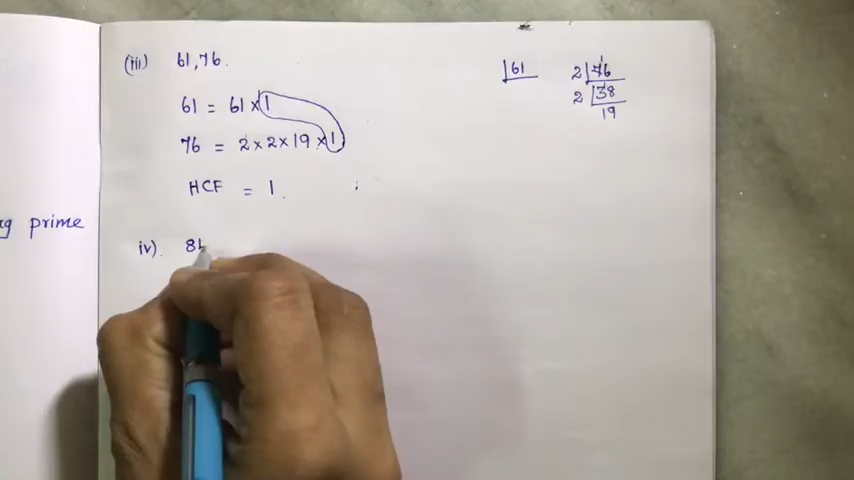 (iii) 61,76.
61 = 61×1
76 = 2×2×19×1
HCF = 1.
iv).
prime
61
2 76
2 38
19